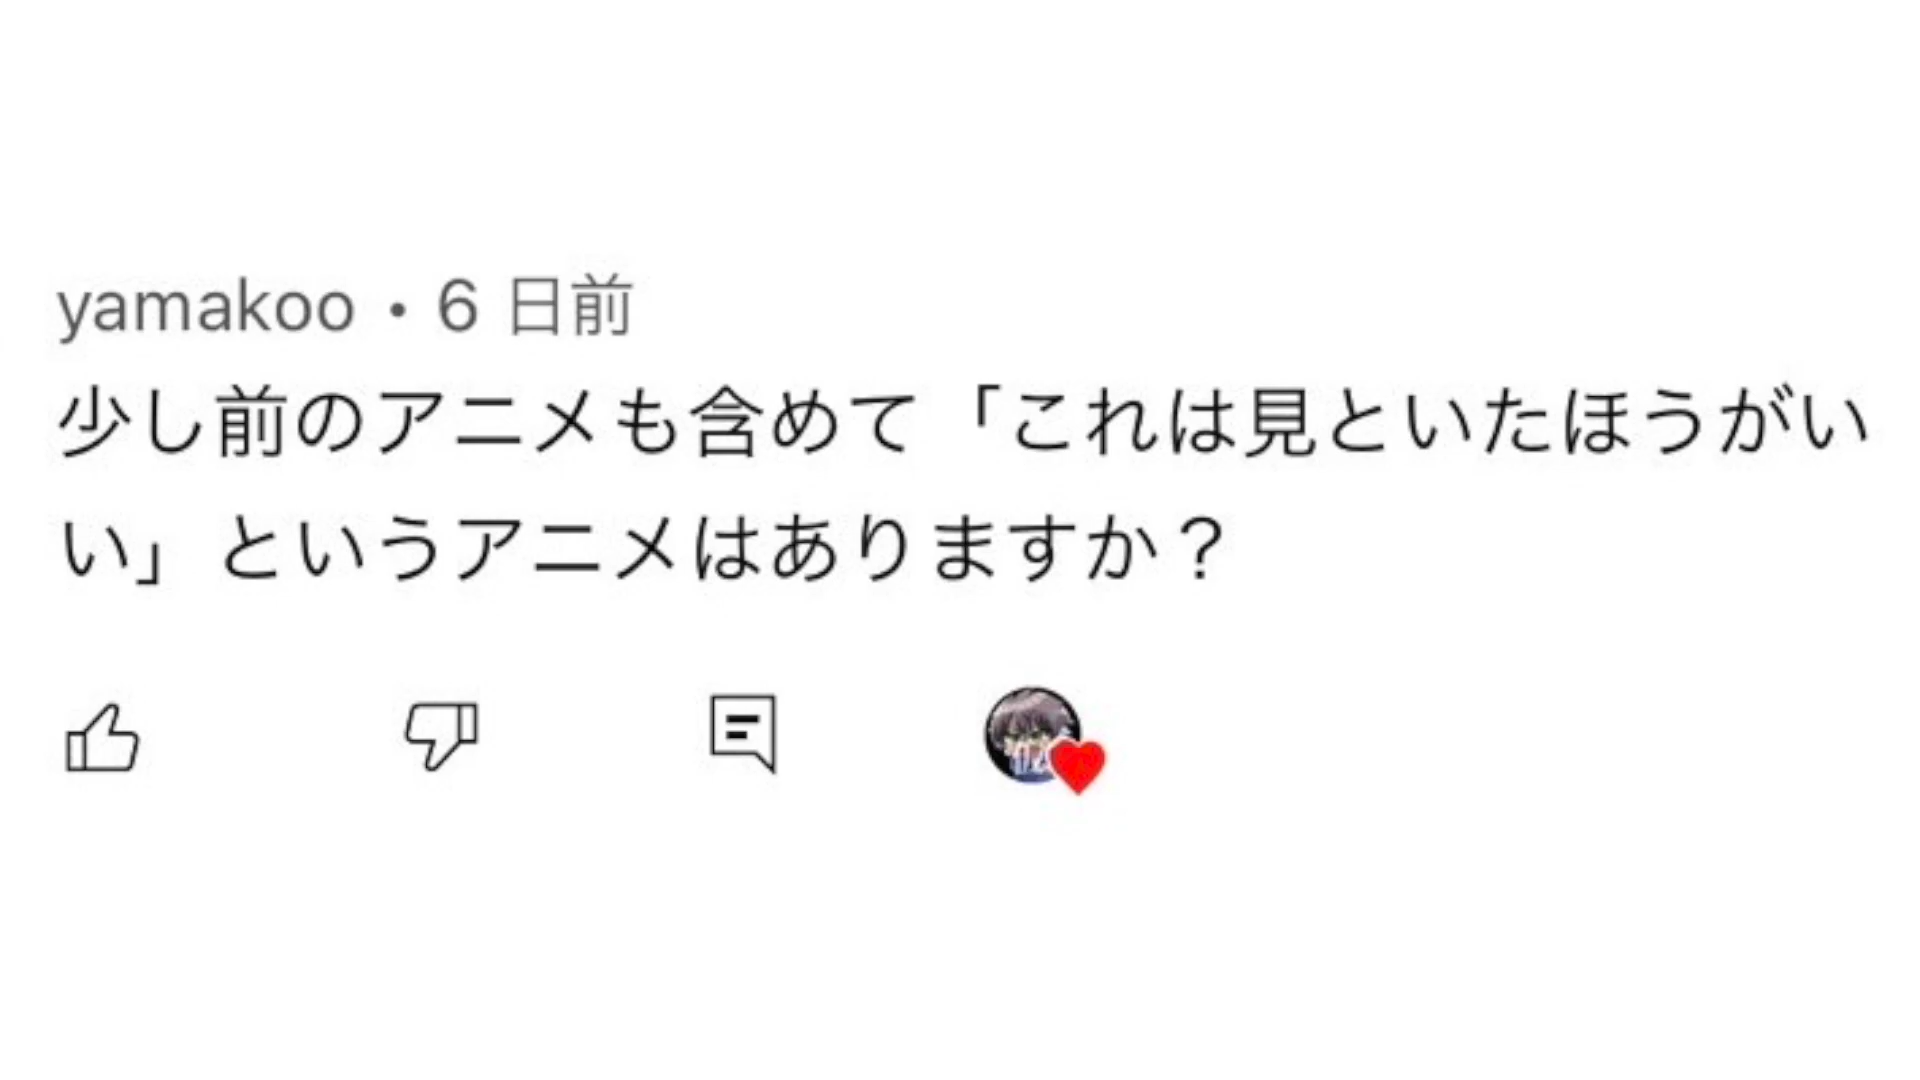 yamakoo・6 日前
少し前のアニメも含めて「これは見といたほうがい
い」というアニメはありますか？